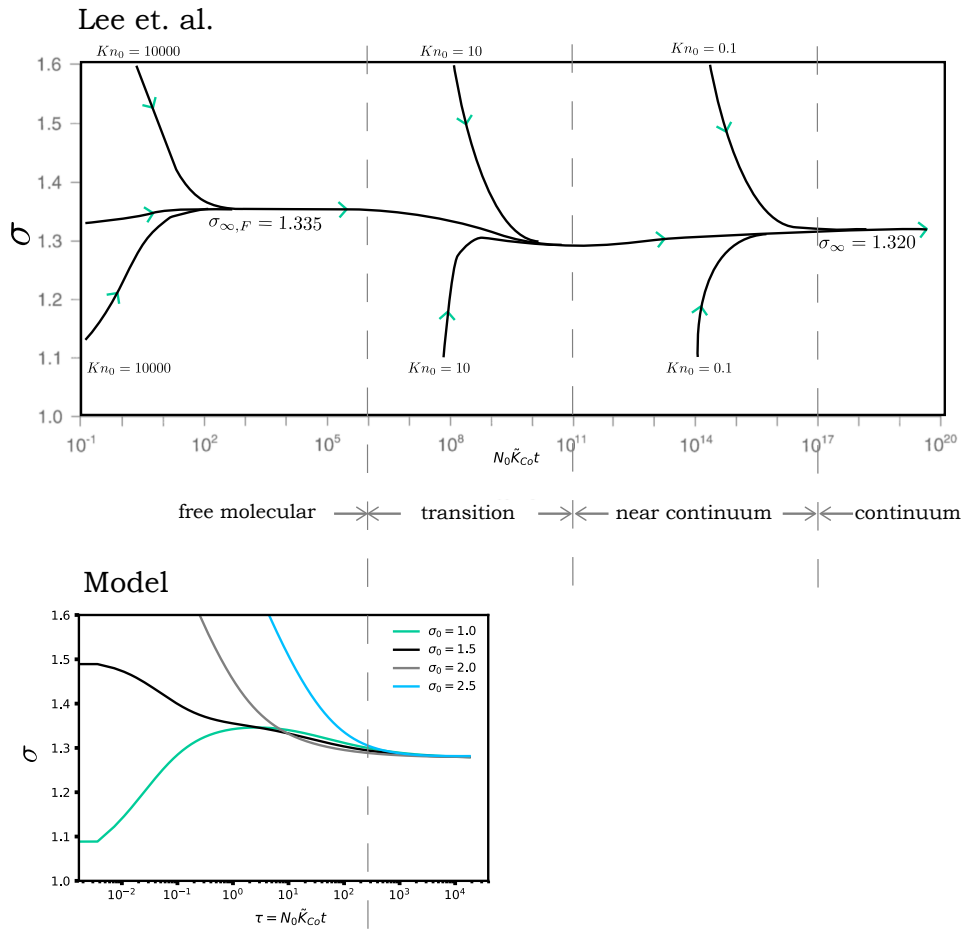 Lee et. al.
Kn₀ = 10000
Kn₀ = 10
Kn₀ = 0.1
1.6
1.5
1.4
1.3
1.2
1.1
1.0
σ
σ∞,F = 1.335
σ∞ = 1.320
Kn₀ = 10000
Kn₀ = 10
Kn₀ = 0.1
10⁻¹ 10² 10⁵ 10⁸ 10¹¹ 10¹⁴ 10¹⁷ 10²⁰
N₀K̃_Co t
free molecular transition near continuum continuum
Model
1.6
1.5
1.4
1.3
1.2
1.1
1.0
σ
σ₀ = 1.0
σ₀ = 1.5
σ₀ = 2.0
σ₀ = 2.5
10⁻² 10⁻¹ 10⁰ 10¹ 10² 10³ 10⁴
τ = N₀K̃_Co t